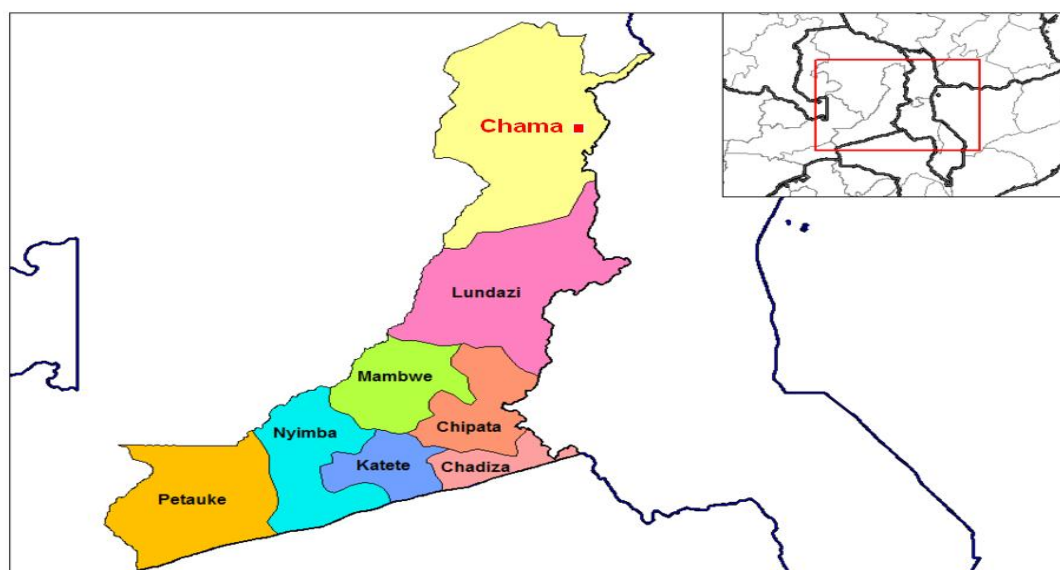 Chama
Lundazi
Mambwe
Nyimba
Chipata
Katete
Chadiza
Petauke